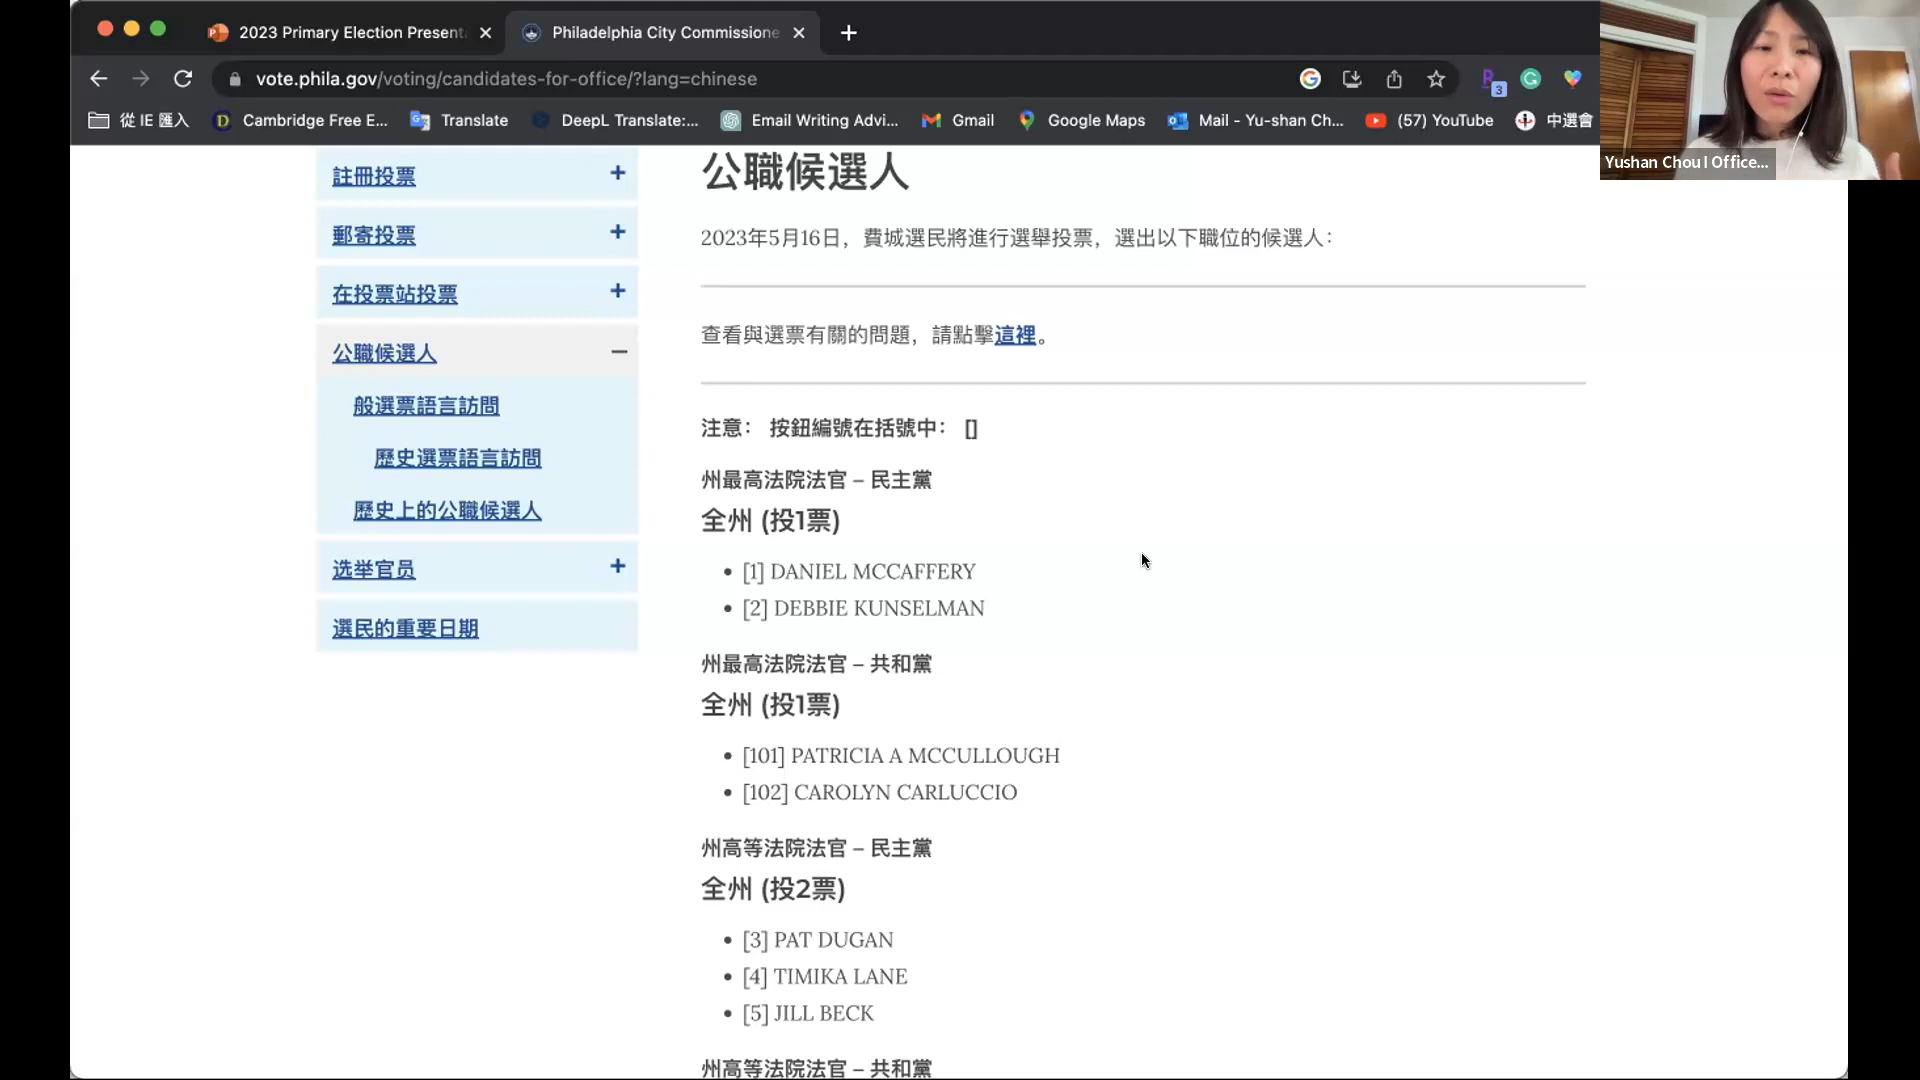 2023 Primary Election Present
Philadelphia City Commissione
vote.phila.gov/voting/candidates-for-office/?lang=chinese
3
從 IE 匯入
Cambridge Free E...
Translate
DeepL Translate:...
Email Writing Advi...
Gmail
Google Maps
Mail - Yu-shan Ch...
(57) YouTube
中選會
Yushan Chou l Office...
註冊投票
郵寄投票
在投票站投票
公職候選人
般選票語言訪問
歷史選票語言訪問
歷史上的公職候選人
选举官员
選民的重要日期
公職候選人
2023年5月16日，費城選民將進行選舉投票，選出以下職位的候選人：
查看與選票有關的問題，請點擊這裡。
注意： 按鈕編號在括號中： []
州最高法院法官 – 民主黨
全州 (投1票)
• [1] DANIEL MCCAFFERY
• [2] DEBBIE KUNSELMAN
州最高法院法官 – 共和黨
全州 (投1票)
• [101] PATRICIA A MCCULLOUGH
• [102] CAROLYN CARLUCCIO
州高等法院法官 – 民主黨
全州 (投2票)
• [3] PAT DUGAN
• [4] TIMIKA LANE
• [5] JILL BECK
州高等法院法官 – 共和黨